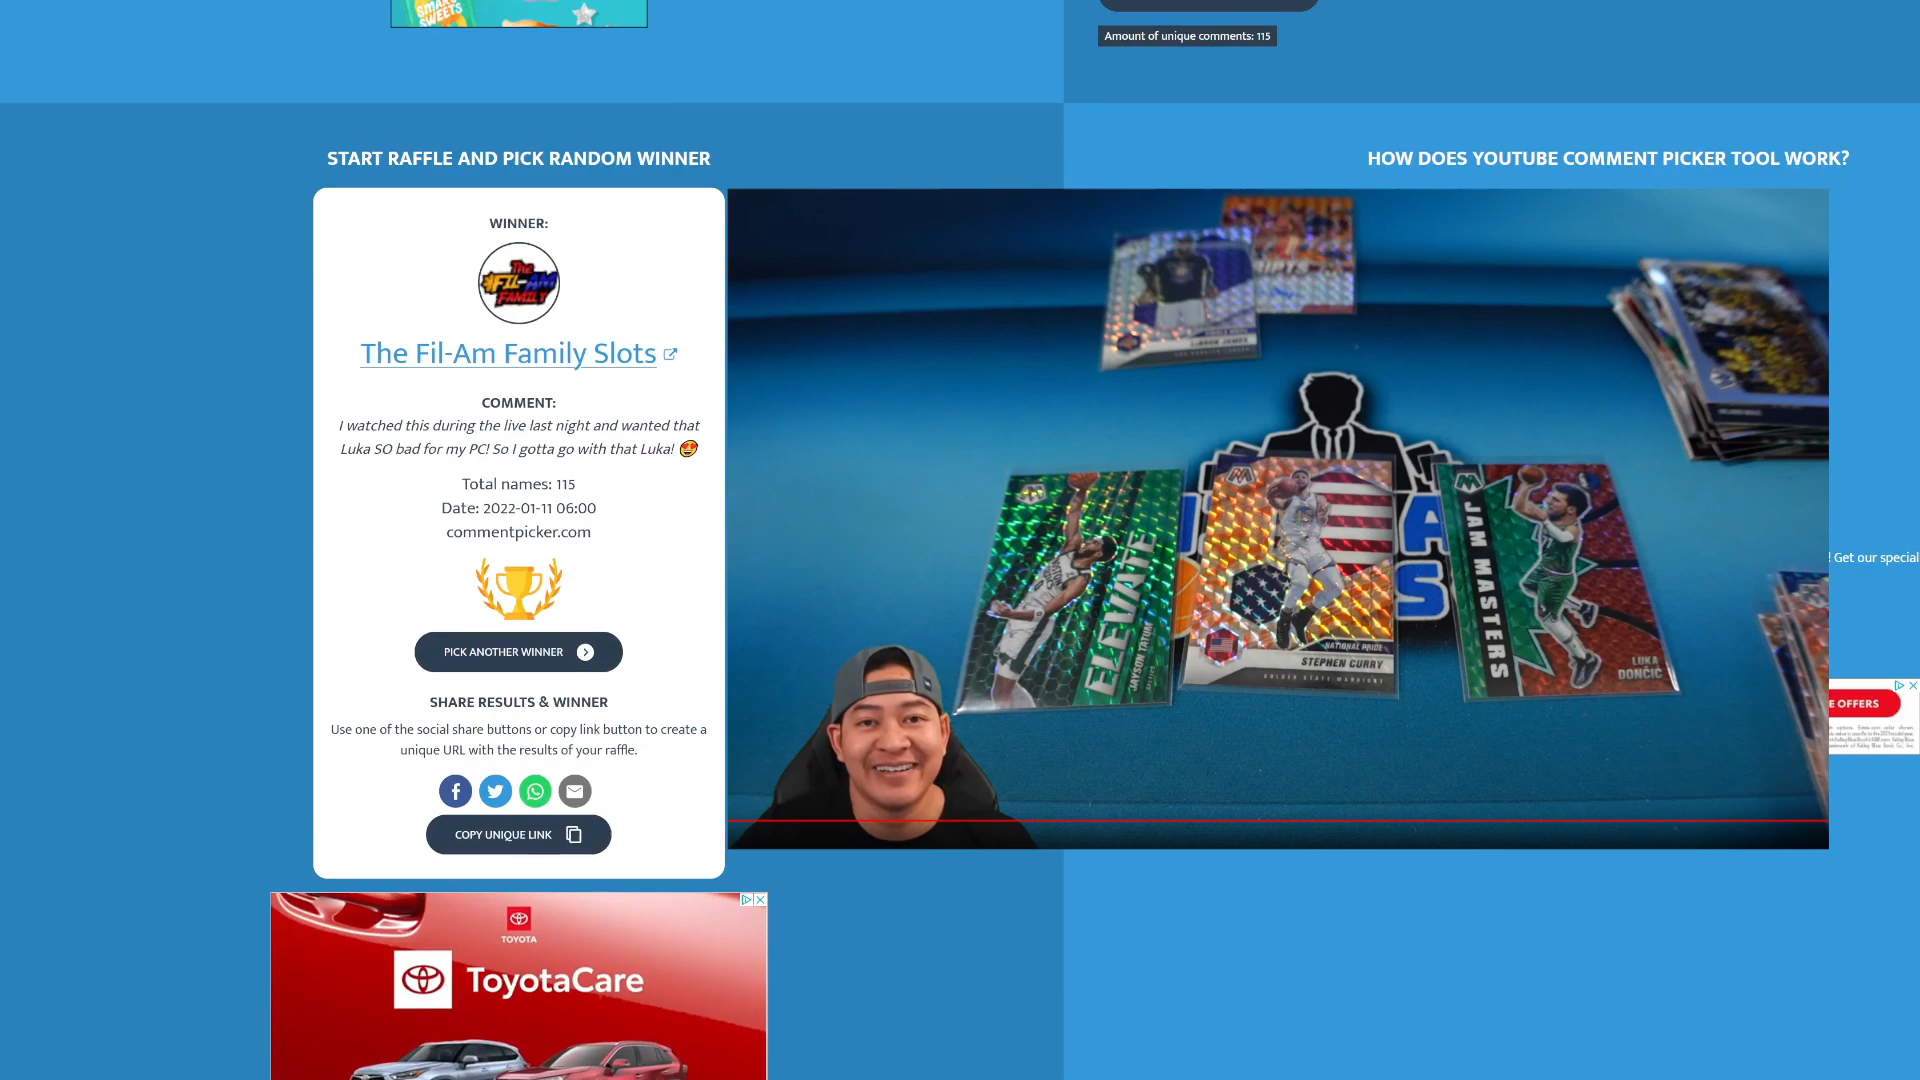 SMART
SWEETS
Amount of unique comments: 115
START RAFFLE AND PICK RANDOM WINNER
HOW DOES YOUTUBE COMMENT PICKER TOOL WORK?
WINNER:
The
FIL-AM
FAMILY
The Fil-Am Family Slots
COMMENT:
I watched this during the live last night and wanted that
Luka SO bad for my PC! So I gotta go with that Luka! 😍
Total names: 115
Date: 2022-01-11 06:00
commentpicker.com
PICK ANOTHER WINNER
SHARE RESULTS & WINNER
Use one of the social share buttons or copy link button to create a
unique URL with the results of your raffle.
COPY UNIQUE LINK
LEBRON JAMES
ELEVATE
JAYSON TATUM
NATIONAL PRIDE
STEPHEN CURRY
GOLDEN STATE WARRIORS
JAM MASTERS
LUKA
DONČIĆ
! Get our special
E OFFERS
TOYOTA
ToyotaCare